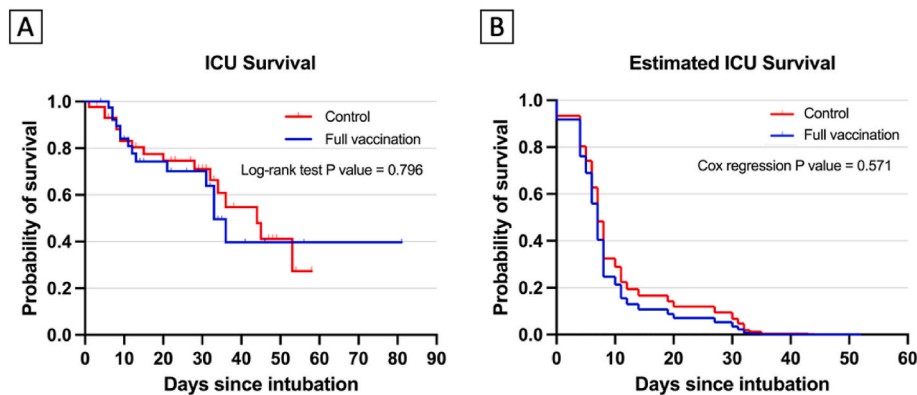 A
ICU Survival
Probability of survival
1.0
0.8
0.6
0.4
0.2
0.0
Control
Full vaccination
Log-rank test P value = 0.796
0 10 20 30 40 50 60 70 80 90
Days since intubation
B
Estimated ICU Survival
Probability of survival
1.0
0.8
0.6
0.4
0.2
0.0
Control
Full vaccination
Cox regression P value = 0.571
0 10 20 30 40 50 60
Days since intubation